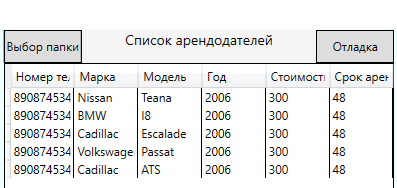 Выбор папки Список арендодателей Отладка
Номер тел Марка Модель Год Стоимость Срок арен
890874534 Nissan Teana 2006 300 48
890874534 BMW I8 2006 300 48
890874534 Cadillac Escalade 2006 300 48
890874534 Volkswage Passat 2006 300 48
890874534 Cadillac ATS 2006 300 48